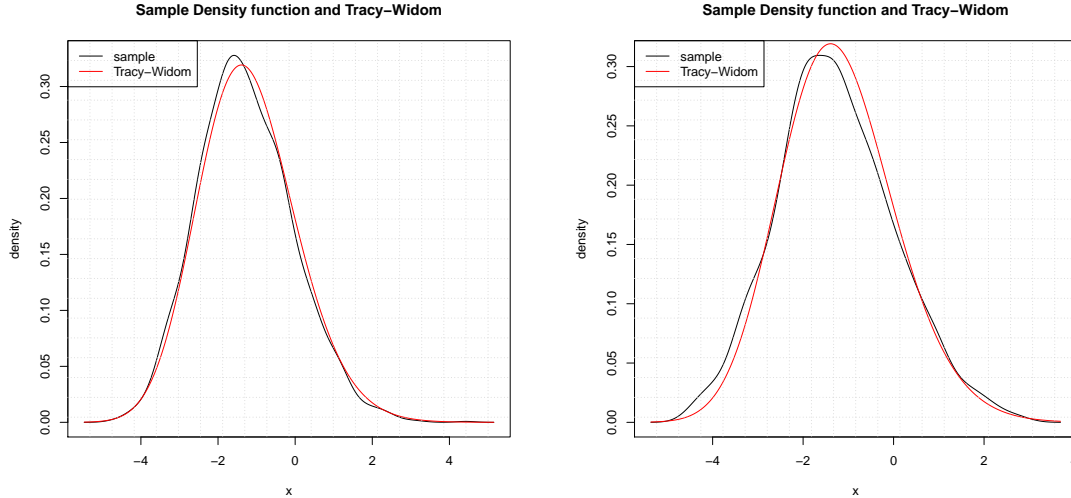 Sample Density function and Tracy−Widom
sample
Tracy−Widom
density
0.00
0.05
0.10
0.15
0.20
0.25
0.30
−4
−2
0
2
4
x
Sample Density function and Tracy−Widom
sample
Tracy−Widom
density
0.00
0.05
0.10
0.15
0.20
0.25
0.30
−4
−2
0
2
x